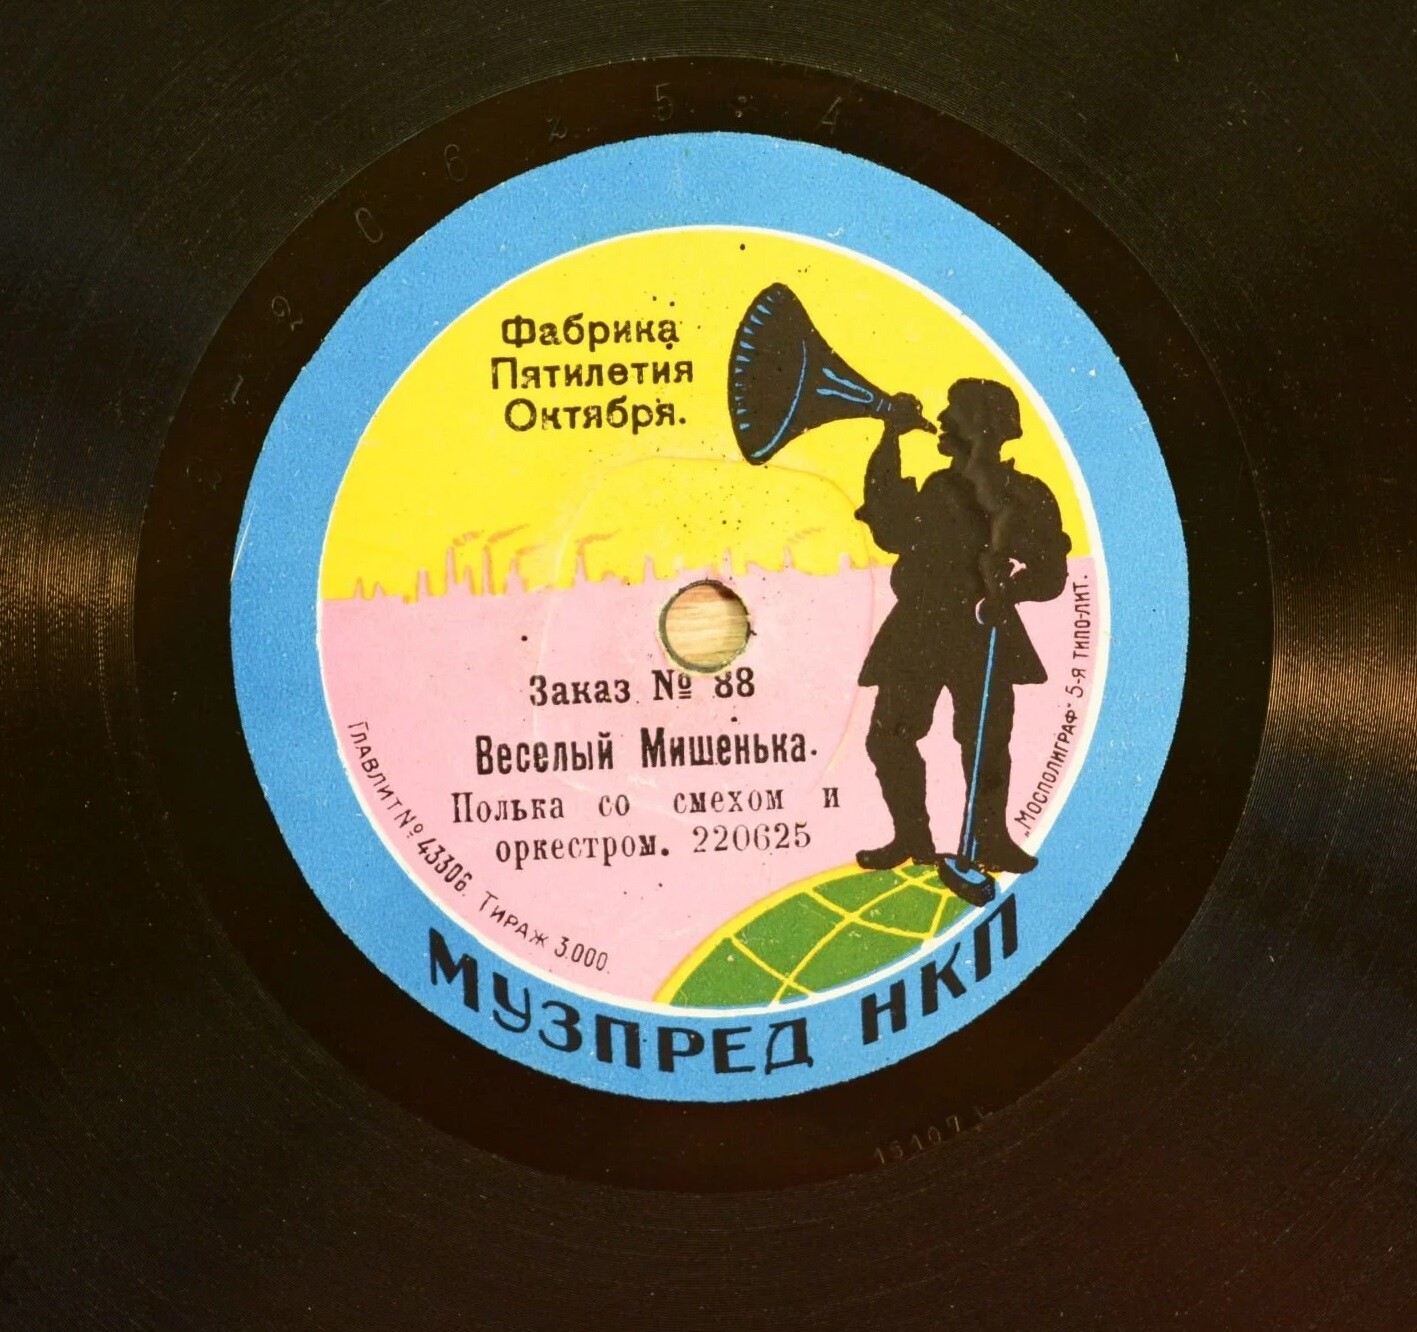 Фабрика
Пятилетия
Октября.
Заказ № 88
Веселый Мишенька.
Полька со смехом и
оркестром. 220625
Главлит № 43306. Тираж 3.000.
„Мосполиграф" 5-я типо-лит.
МУЗПРЕД НКП